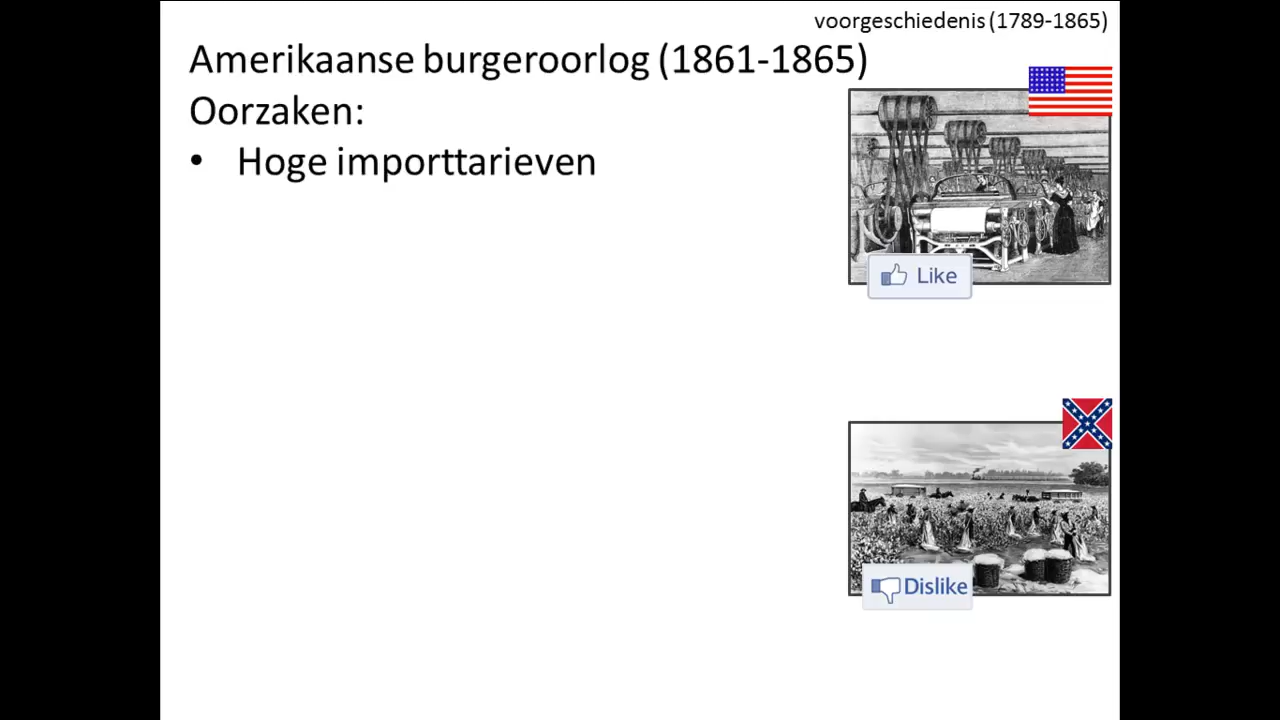 voorgeschiedenis (1789-1865)
Amerikaanse burgeroorlog (1861-1865)
Oorzaken:
• Hoge importtarieven
Like
Dislike